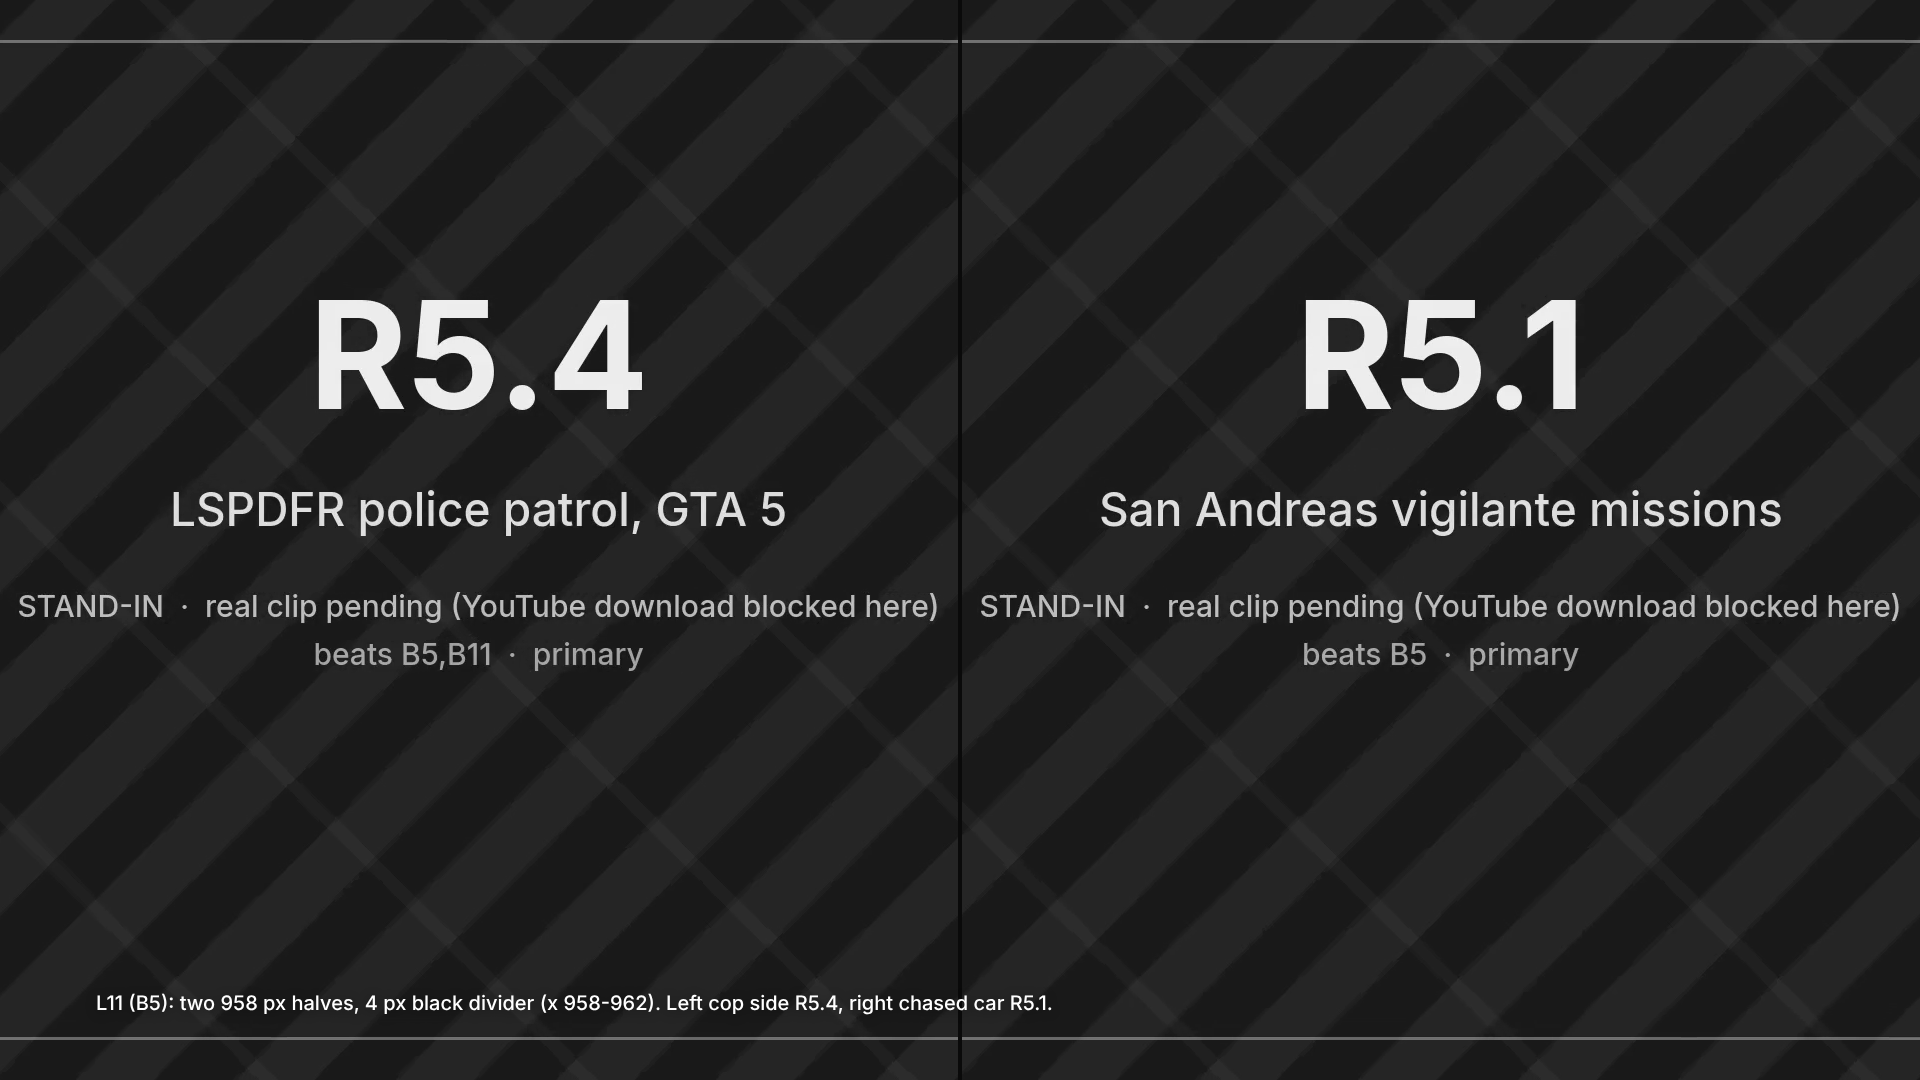 R5.4
LSPDFR police patrol, GTA 5
STAND-IN · real clip pending (YouTube download blocked here)
beats B5,B11 · primary
R5.1
San Andreas vigilante missions
STAND-IN · real clip pending (YouTube download blocked here)
beats B5 · primary
L11 (B5): two 958 px halves, 4 px black divider (x 958-962). Left cop side R5.4, right chased car R5.1.